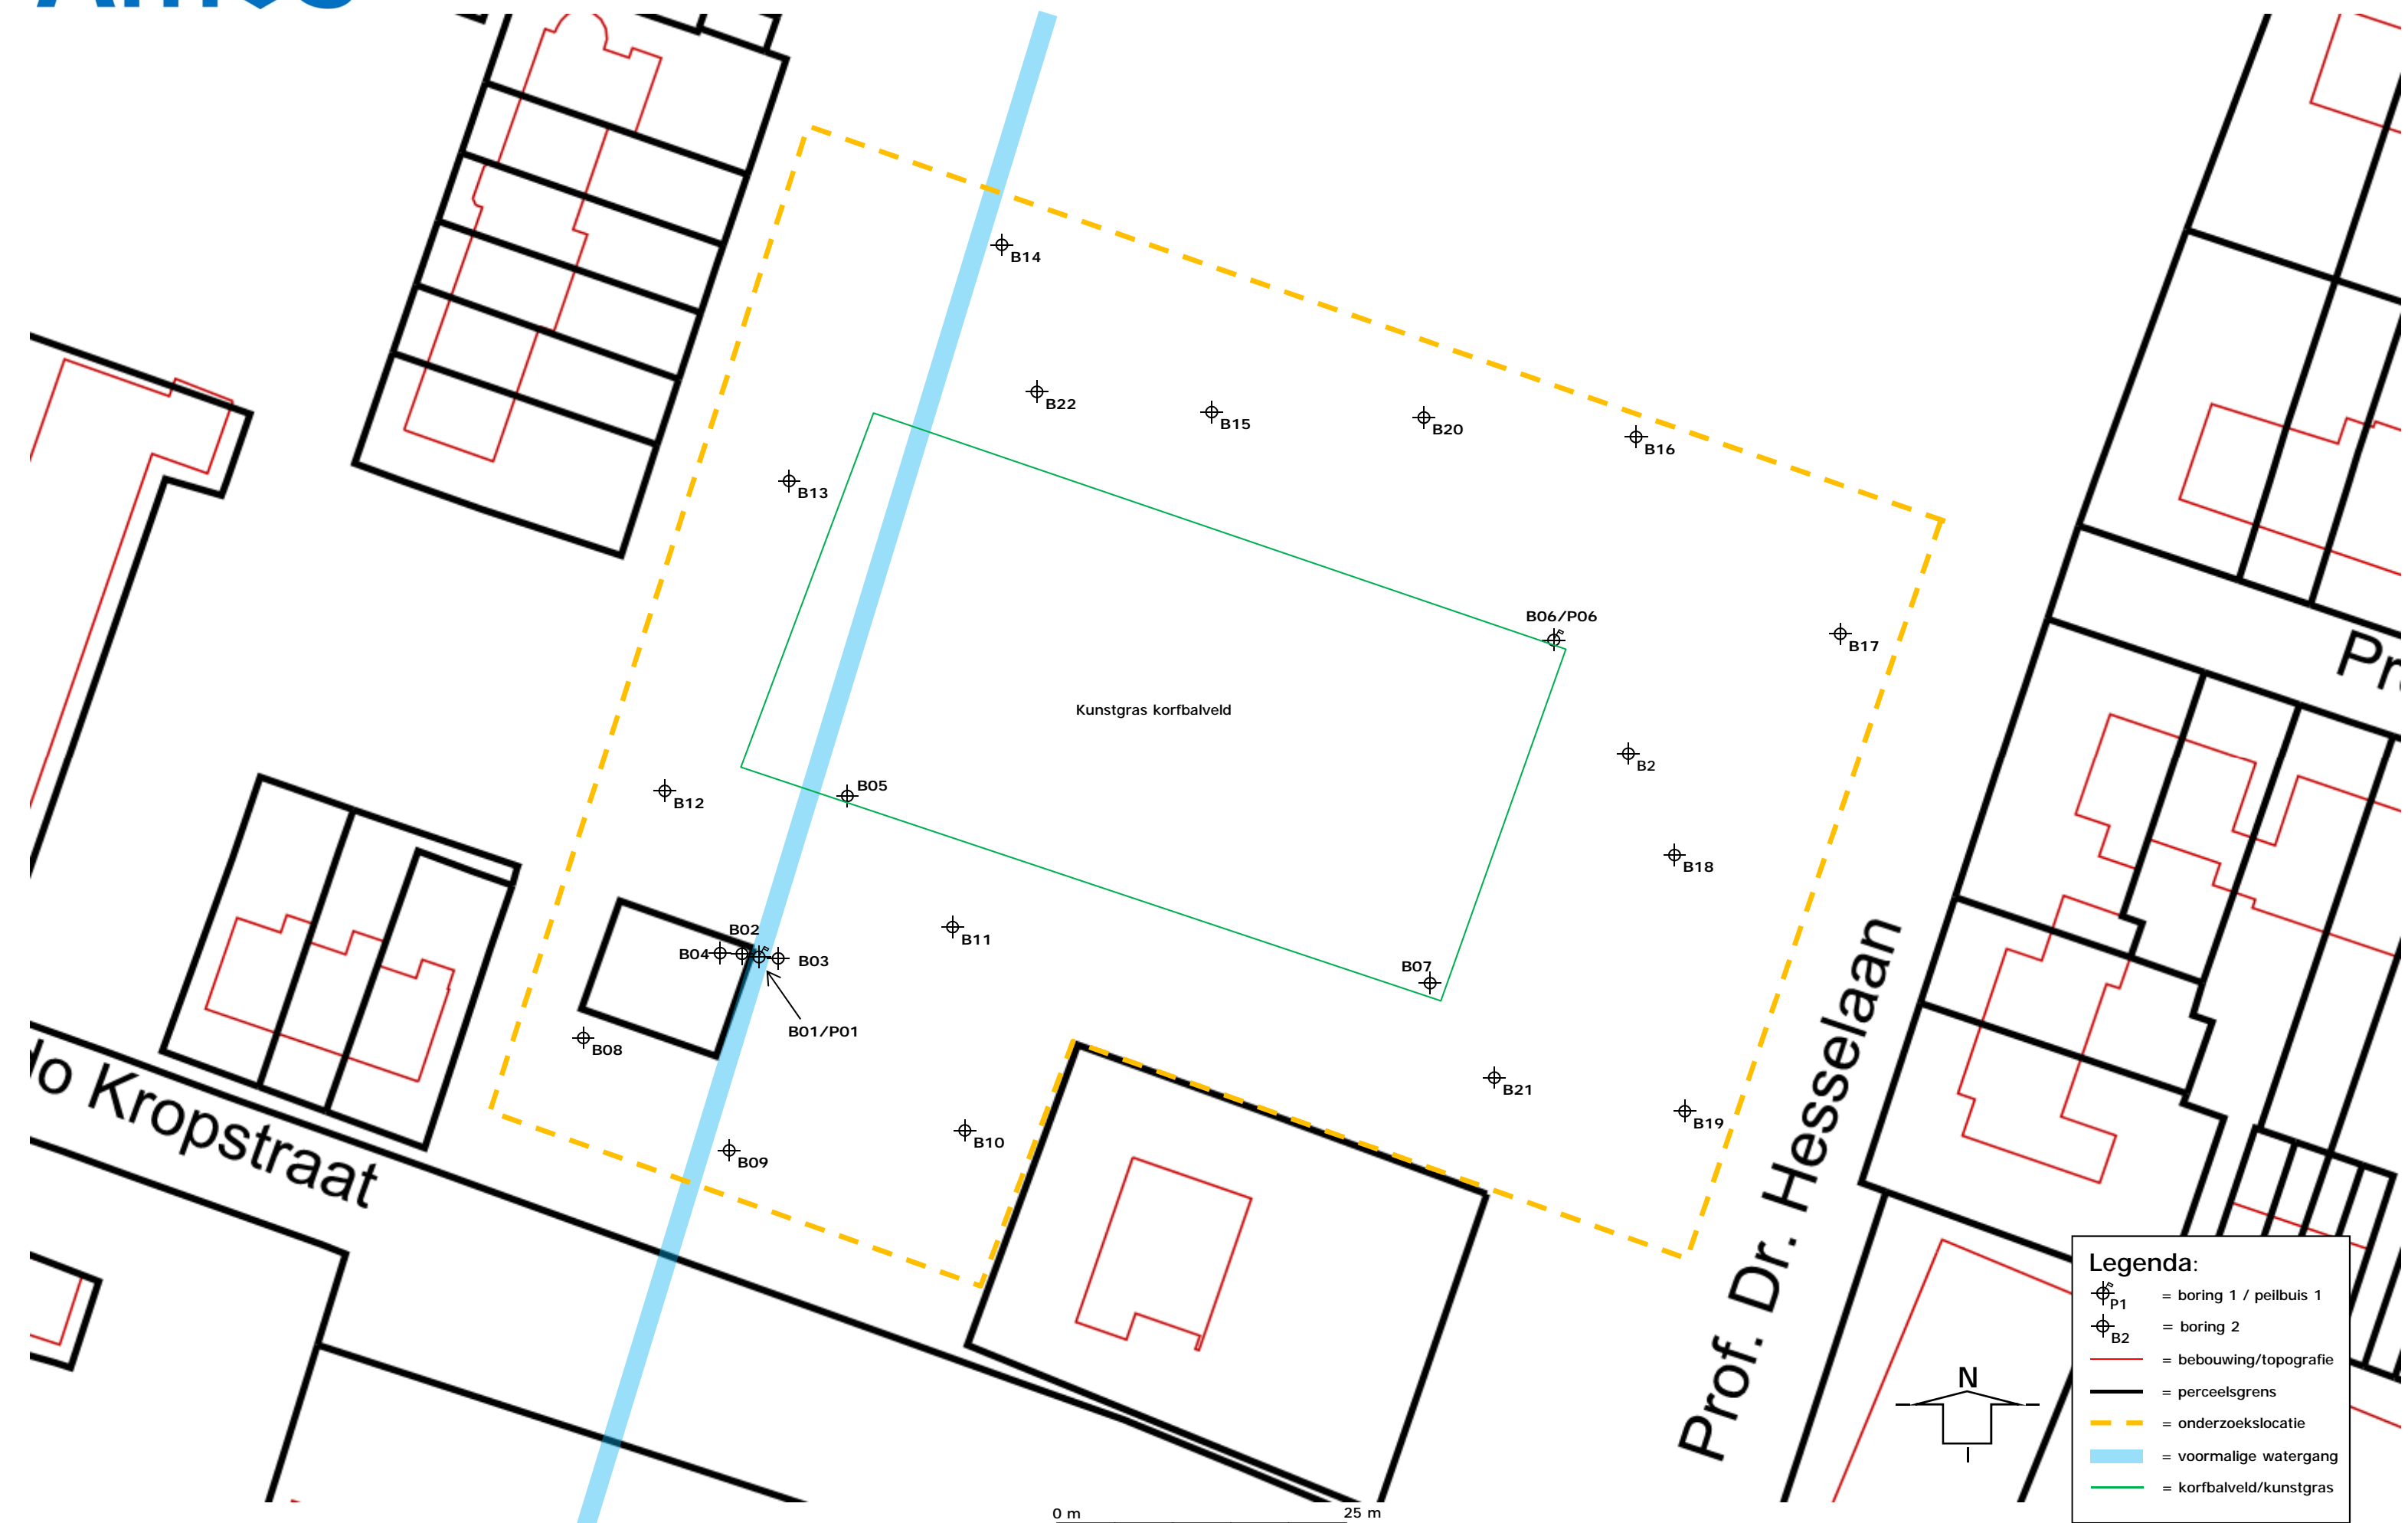 B14
B22
B15
B20
B16
B13
B06/P06
B17
Kunstgras korfbalveld
B2
B12
B05
B18
B11
B02
B04
B03
B07
B01/P01
B08
B21
B19
B10
B09
do Kropstraat
Prof. Dr. Hesselaan
Legenda:
P1 = boring 1 / peilbuis 1
B2 = boring 2
= bebouwing/topografie
= perceelsgrens
= onderzoekslocatie
= voormalige watergang
= korfbalveld/kunstgras
N
0 m 25 m